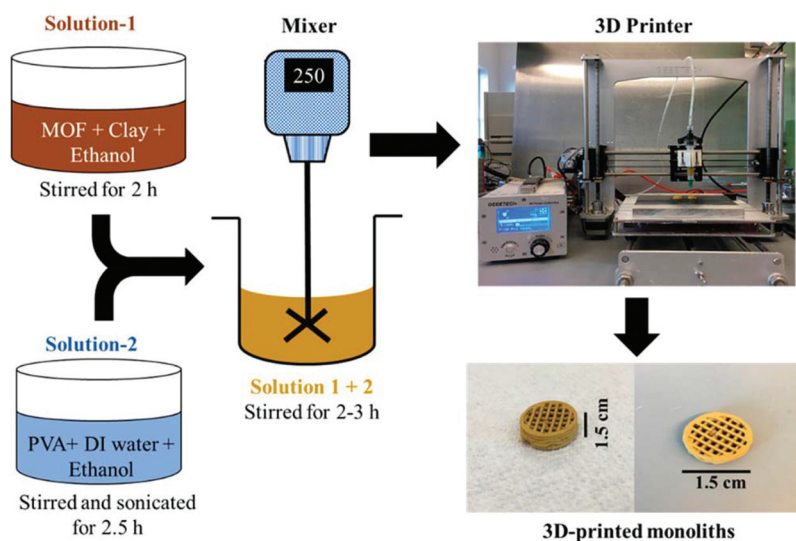 Solution-1
MOF + Clay +
Ethanol
Stirred for 2 h
Solution-2
PVA+ DI water +
Ethanol
Stirred and sonicated
for 2.5 h
Mixer
250
Solution 1 + 2
Stirred for 2-3 h
3D Printer
GEEETECH
1.5 cm
1.5 cm
3D-printed monoliths